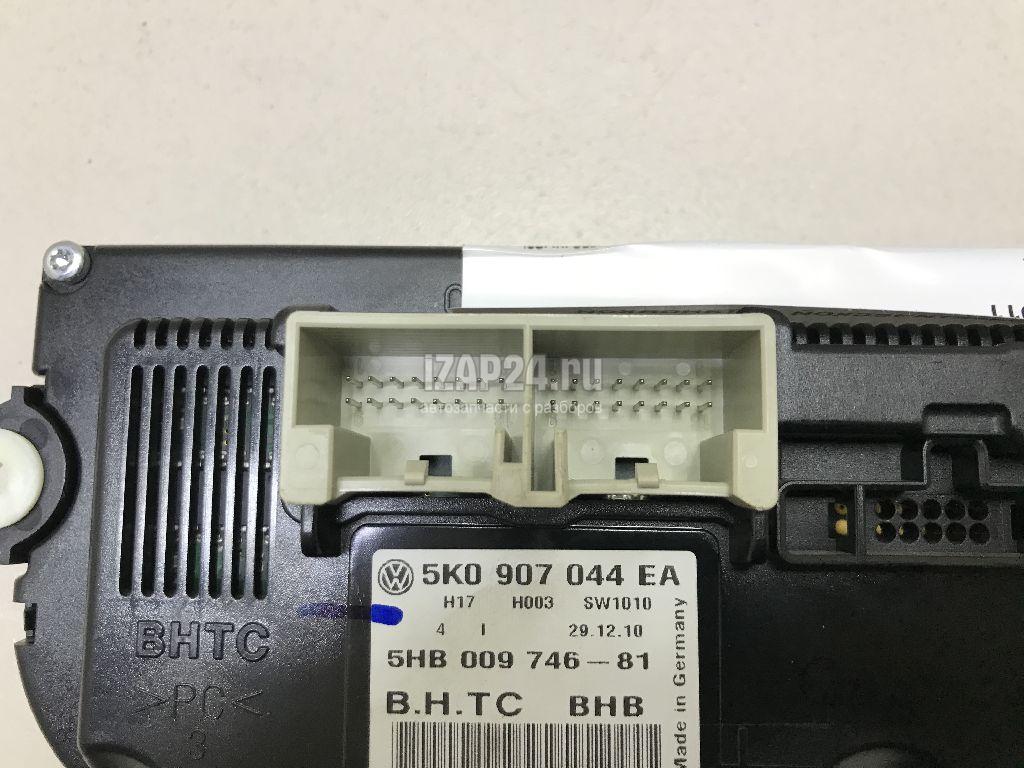 iZAP24.ru
автозапчасти с разборов
5K0 907 044 EA
H17 H003 SW1010
4 I 29.12.10
5HB 009 746-81
B.H.TC BHB
Made in Germany
BHTC
>PC<
3